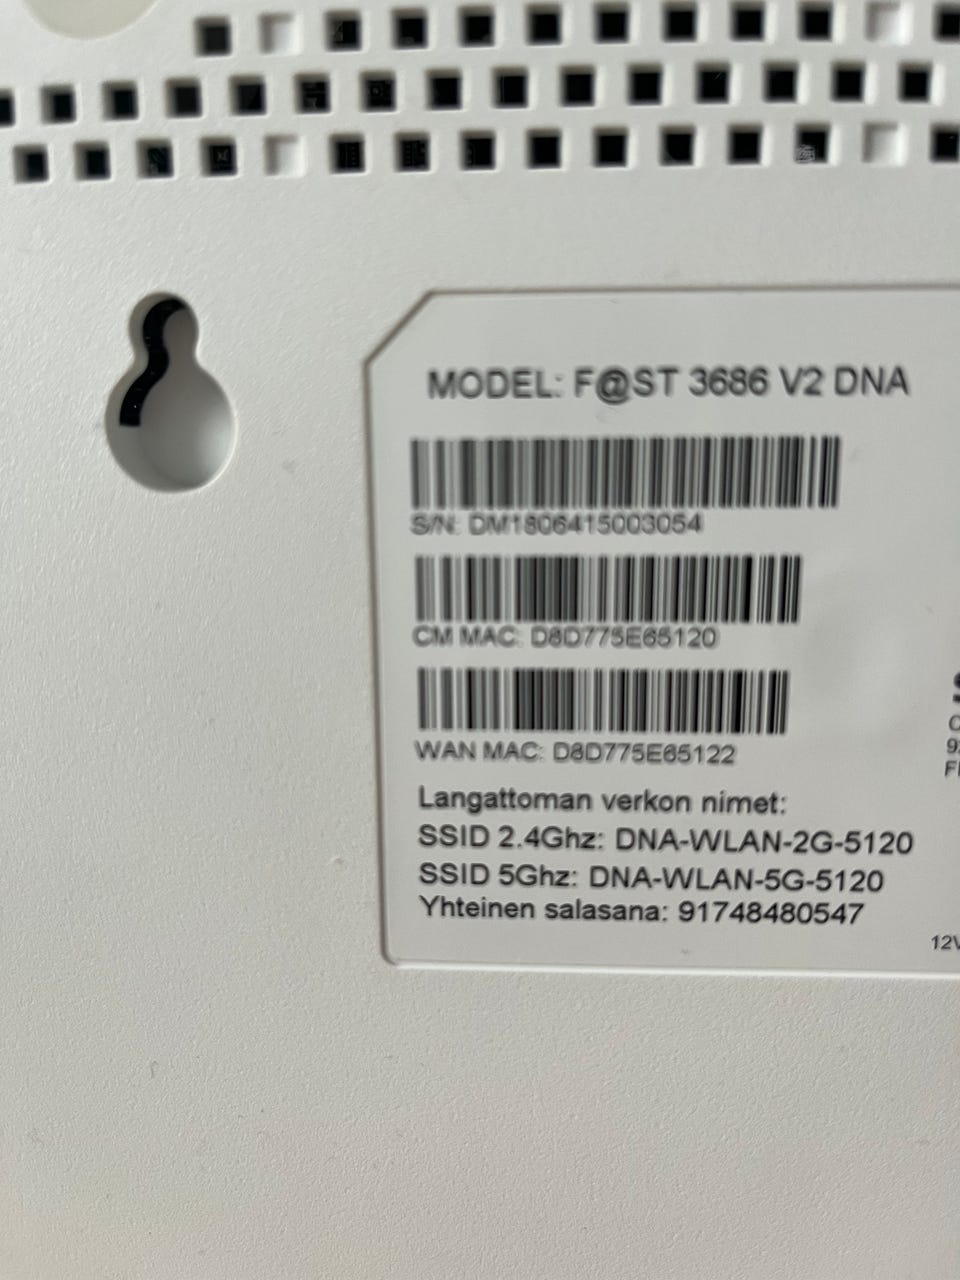 MODEL: F@ST 3686 V2 DNA
S/N: DM1806415003054
CM MAC: D8D775E65120
WAN MAC: D8D775E65122
Langattoman verkon nimet:
SSID 2.4Ghz: DNA-WLAN-2G-5120
SSID 5Ghz: DNA-WLAN-5G-5120
Yhteinen salasana: 91748480547